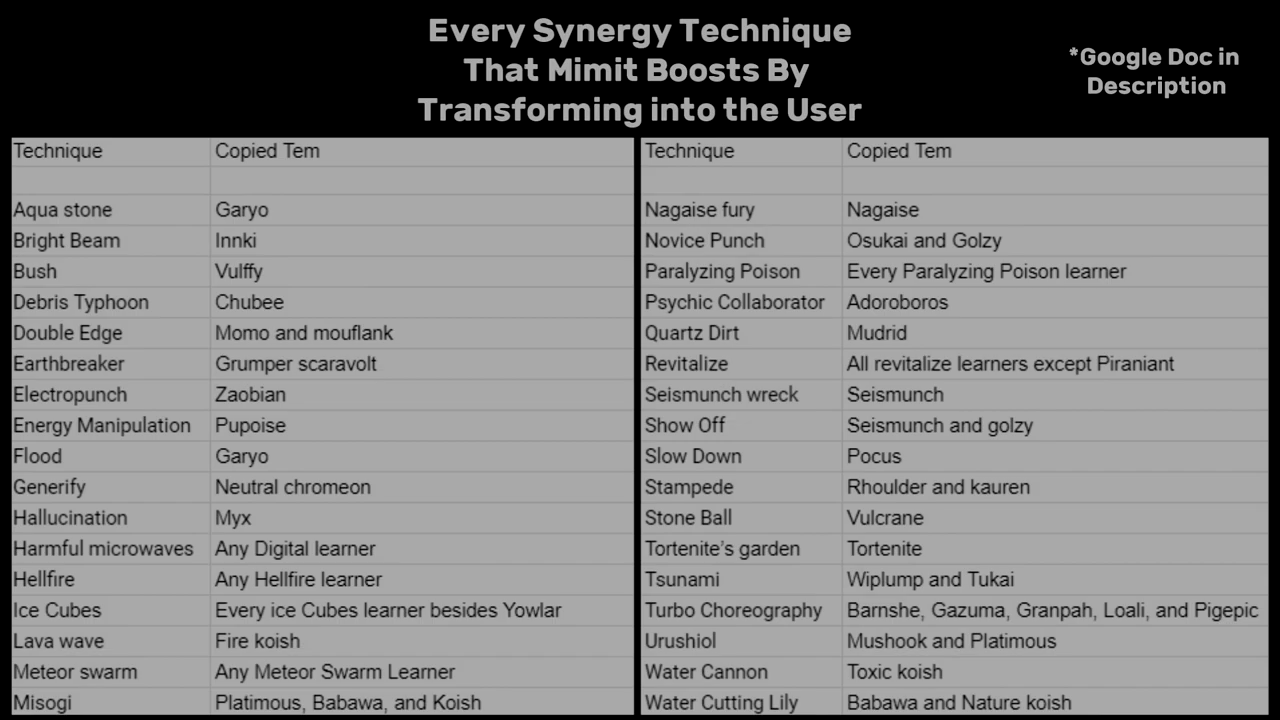 Every Synergy Technique
That Mimit Boosts By
Transforming into the User
*Google Doc in
Description
Technique Copied Tem
Aqua stone Garyo
Bright Beam Innki
Bush Vulffy
Debris Typhoon Chubee
Double Edge Momo and mouflank
Earthbreaker Grumper scaravolt
Electropunch Zaobian
Energy Manipulation Pupoise
Flood Garyo
Generify Neutral chromeon
Hallucination Myx
Harmful microwaves Any Digital learner
Hellfire Any Hellfire learner
Ice Cubes Every ice Cubes learner besides Yowlar
Lava wave Fire koish
Meteor swarm Any Meteor Swarm Learner
Misogi Platimous, Babawa, and Koish
Technique Copied Tem
Nagaise fury Nagaise
Novice Punch Osukai and Golzy
Paralyzing Poison Every Paralyzing Poison learner
Psychic Collaborator Adoroboros
Quartz Dirt Mudrid
Revitalize All revitalize learners except Piraniant
Seismunch wreck Seismunch
Show Off Seismunch and golzy
Slow Down Pocus
Stampede Rhoulder and kauren
Stone Ball Vulcrane
Tortenite’s garden Tortenite
Tsunami Wiplump and Tukai
Turbo Choreography Barnshe, Gazuma, Granpah, Loali, and Pigepic
Urushiol Mushook and Platimous
Water Cannon Toxic koish
Water Cutting Lily Babawa and Nature koish